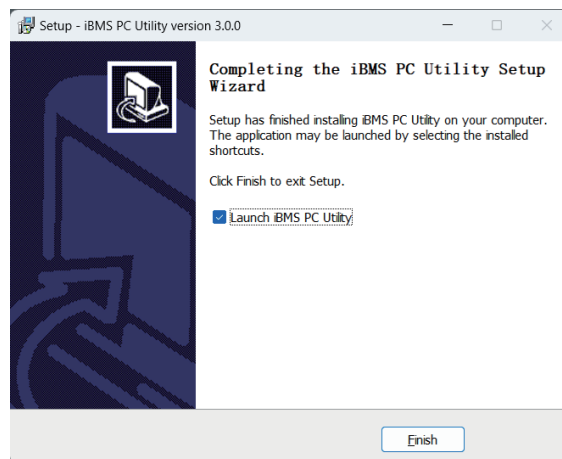 Setup - iBMS PC Utility version 3.0.0
Completing the iBMS PC Utility Setup
Wizard
Setup has finished installing iBMS PC Utility on your computer.
The application may be launched by selecting the installed
shortcuts.
Click Finish to exit Setup.
Launch iBMS PC Utility
Finish